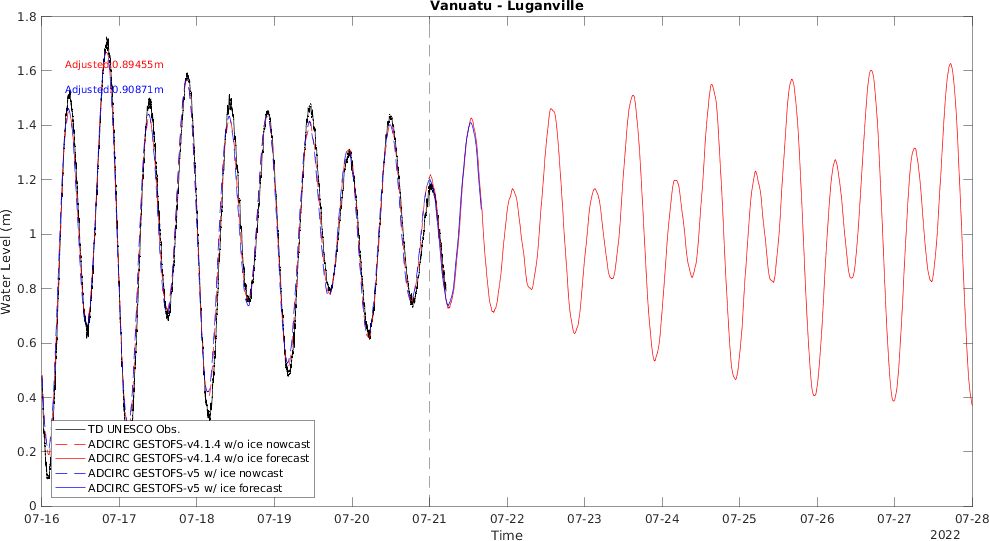 Vanuatu - Luganville
1.8
1.6
1.4
1.2
1
0.8
0.6
0.4
0.2
0
Water Level (m)
Adjusted:0.89455m
Adjusted:0.90871m
TD UNESCO Obs.
ADCIRC GESTOFS-v4.1.4 w/o ice nowcast
ADCIRC GESTOFS-v4.1.4 w/o ice forecast
ADCIRC GESTOFS-v5 w/ ice nowcast
ADCIRC GESTOFS-v5 w/ ice forecast
07-16 07-17 07-18 07-19 07-20 07-21 07-22 07-23 07-24 07-25 07-26 07-27 07-28
Time
2022